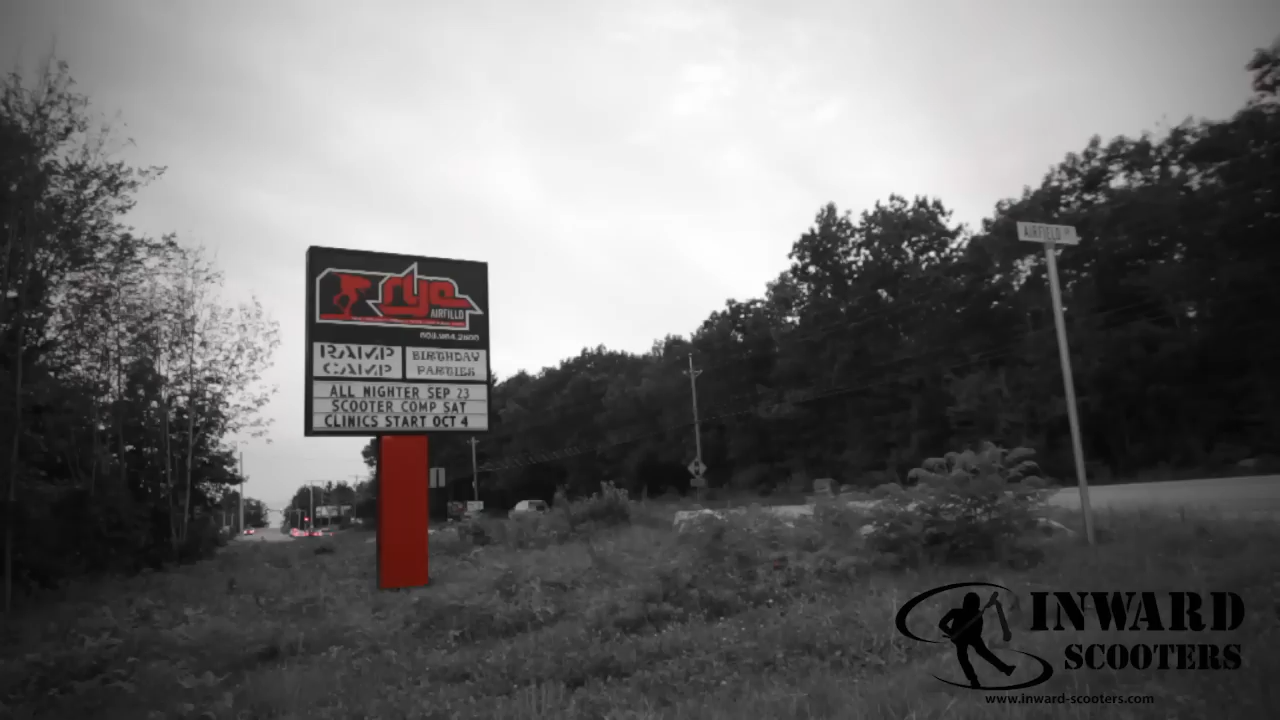 rye
AIRFIELD
RAMP
CAMP
BIRTHDAY
PARTIES
ALL NIGHTER SEP 23
SCOOTER COMP SAT
CLINICS START OCT 4
AIRFIELD
INWARD
SCOOTERS
www.inward-scooters.com